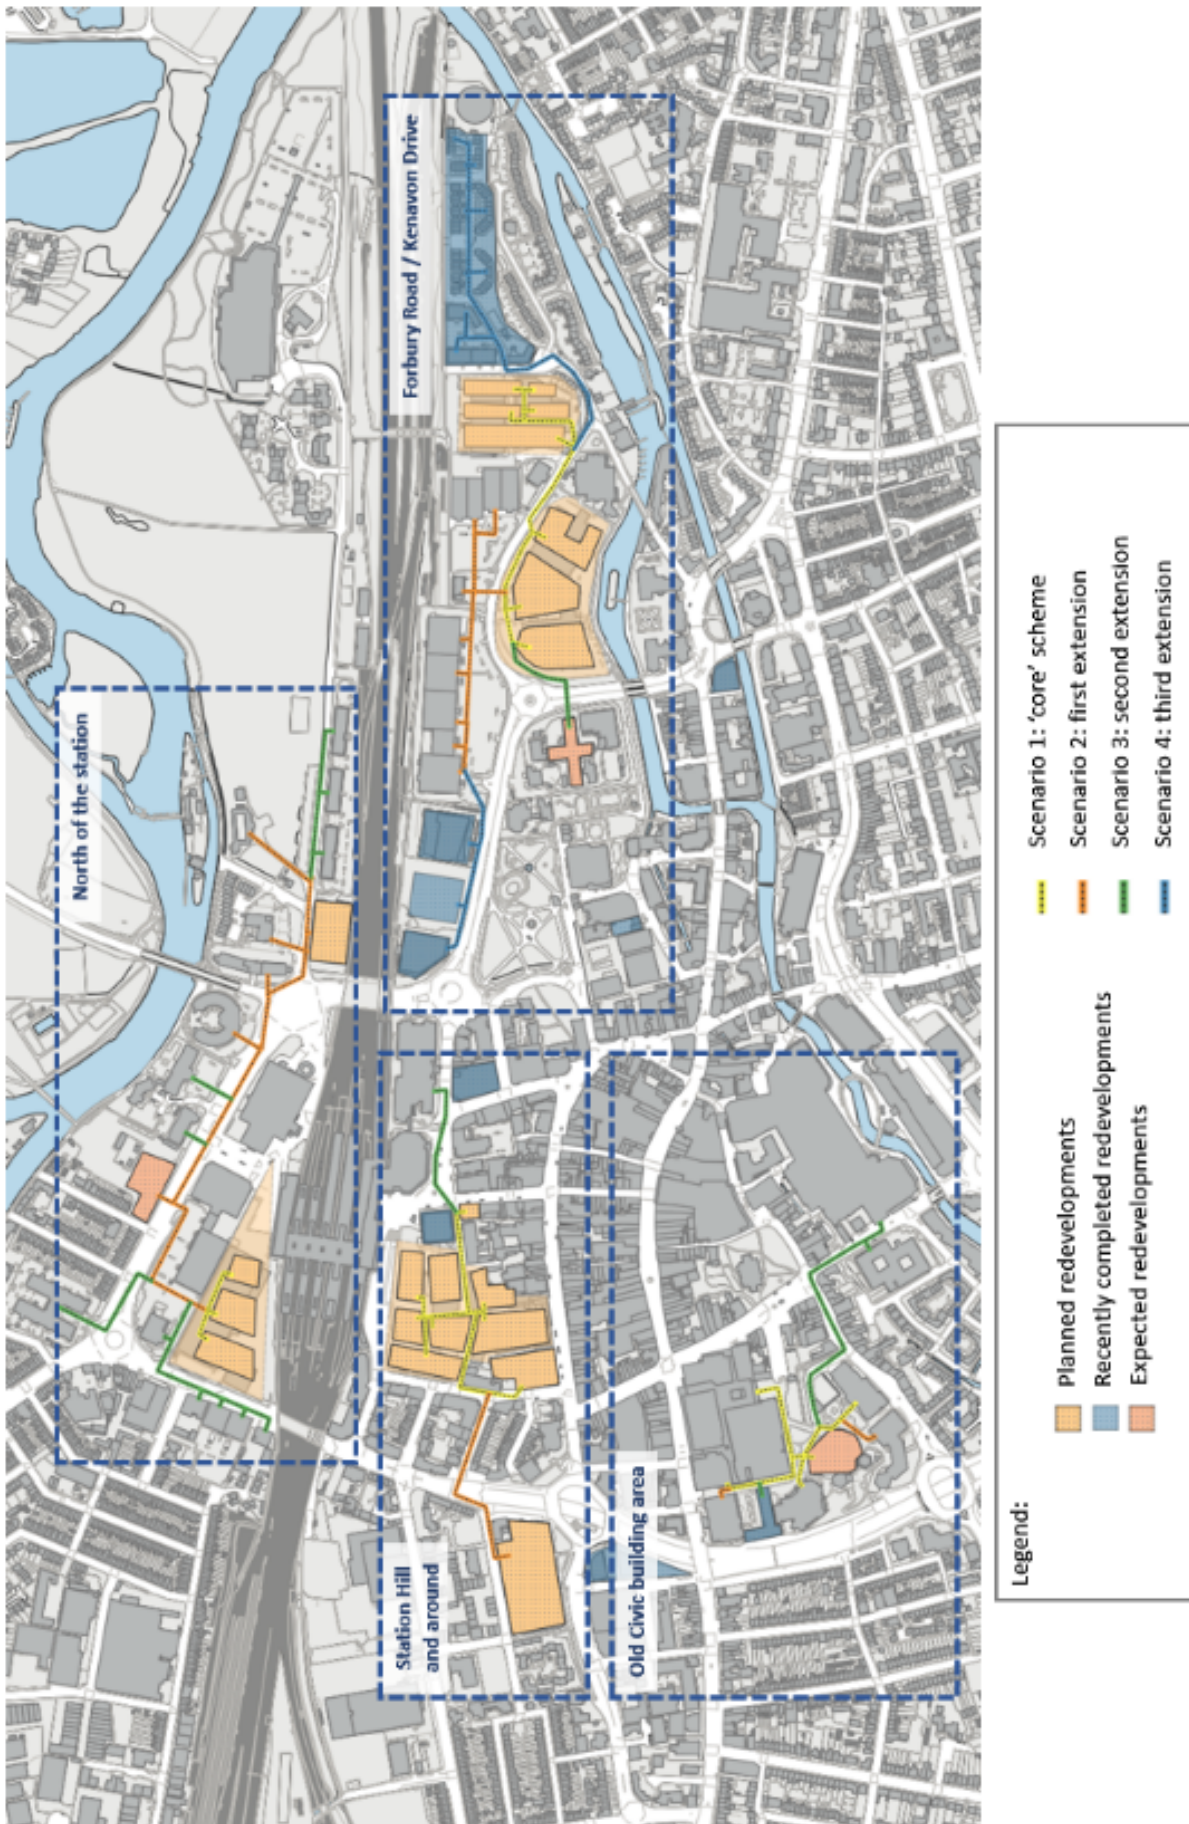 North of the station
Forbury Road / Kenavon Drive
Station Hill
and around
Old Civic building area
Legend:
Planned redevelopments
Recently completed redevelopments
Expected redevelopments
Scenario 1: ‘core’ scheme
Scenario 2: first extension
Scenario 3: second extension
Scenario 4: third extension